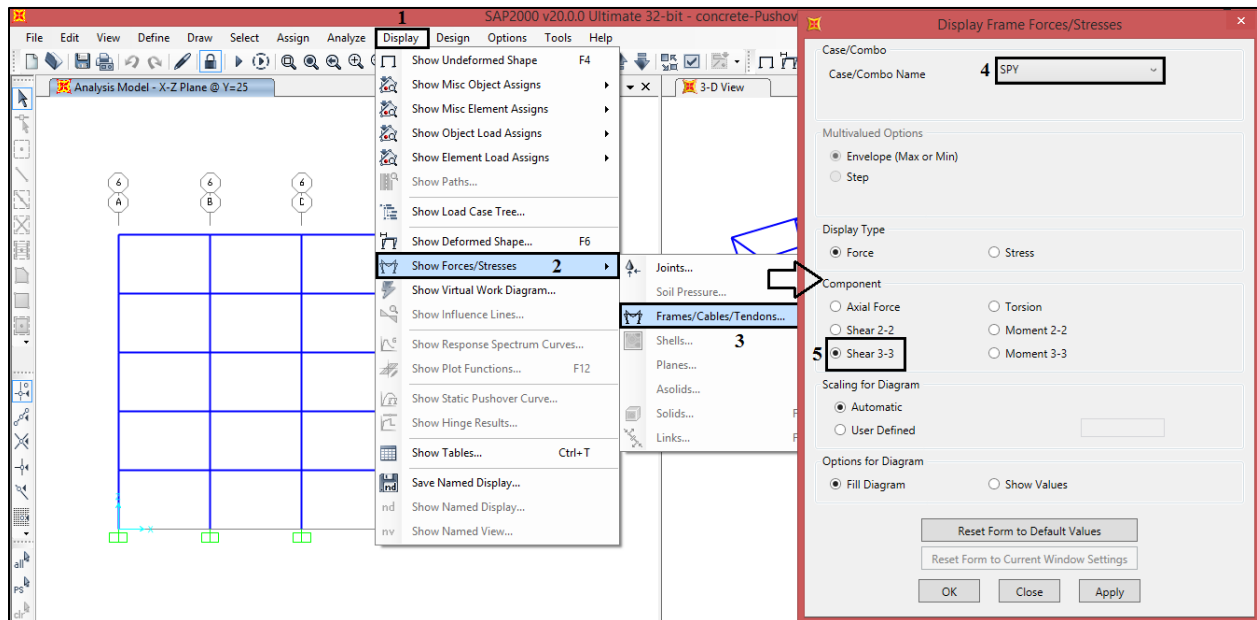 1
SAP2000 v20.0.0 Ultimate 32-bit - concrete-Pushov
File Edit View Define Draw Select Assign Analyze Display Design Options Tools Help
Analysis Model - X-Z Plane @ Y=25
3-D View
6 6 6
A B C
Show Undeformed Shape F4
Show Misc Object Assigns
Show Misc Element Assigns
Show Object Load Assigns
Show Element Load Assigns
Show Paths...
Show Load Case Tree...
Show Deformed Shape... F6
Show Forces/Stresses 2
Show Virtual Work Diagram...
Show Influence Lines...
Show Response Spectrum Curves...
Show Plot Functions... F12
Show Static Pushover Curve...
Show Hinge Results...
Show Tables... Ctrl+T
Save Named Display...
nd Show Named Display...
nv Show Named View...
Joints...
Soil Pressure...
Frames/Cables/Tendons...
Shells... 3
Planes...
Asolids...
Solids... F
Links... F
all
PS
clr
Display Frame Forces/Stresses
Case/Combo
Case/Combo Name 4 SPY
Multivalued Options
Envelope (Max or Min)
Step
Display Type
Force Stress
Component
Axial Force Torsion
Shear 2-2 Moment 2-2
5 Shear 3-3 Moment 3-3
Scaling for Diagram
Automatic
User Defined
Options for Diagram
Fill Diagram Show Values
Reset Form to Default Values
Reset Form to Current Window Settings
OK Close Apply